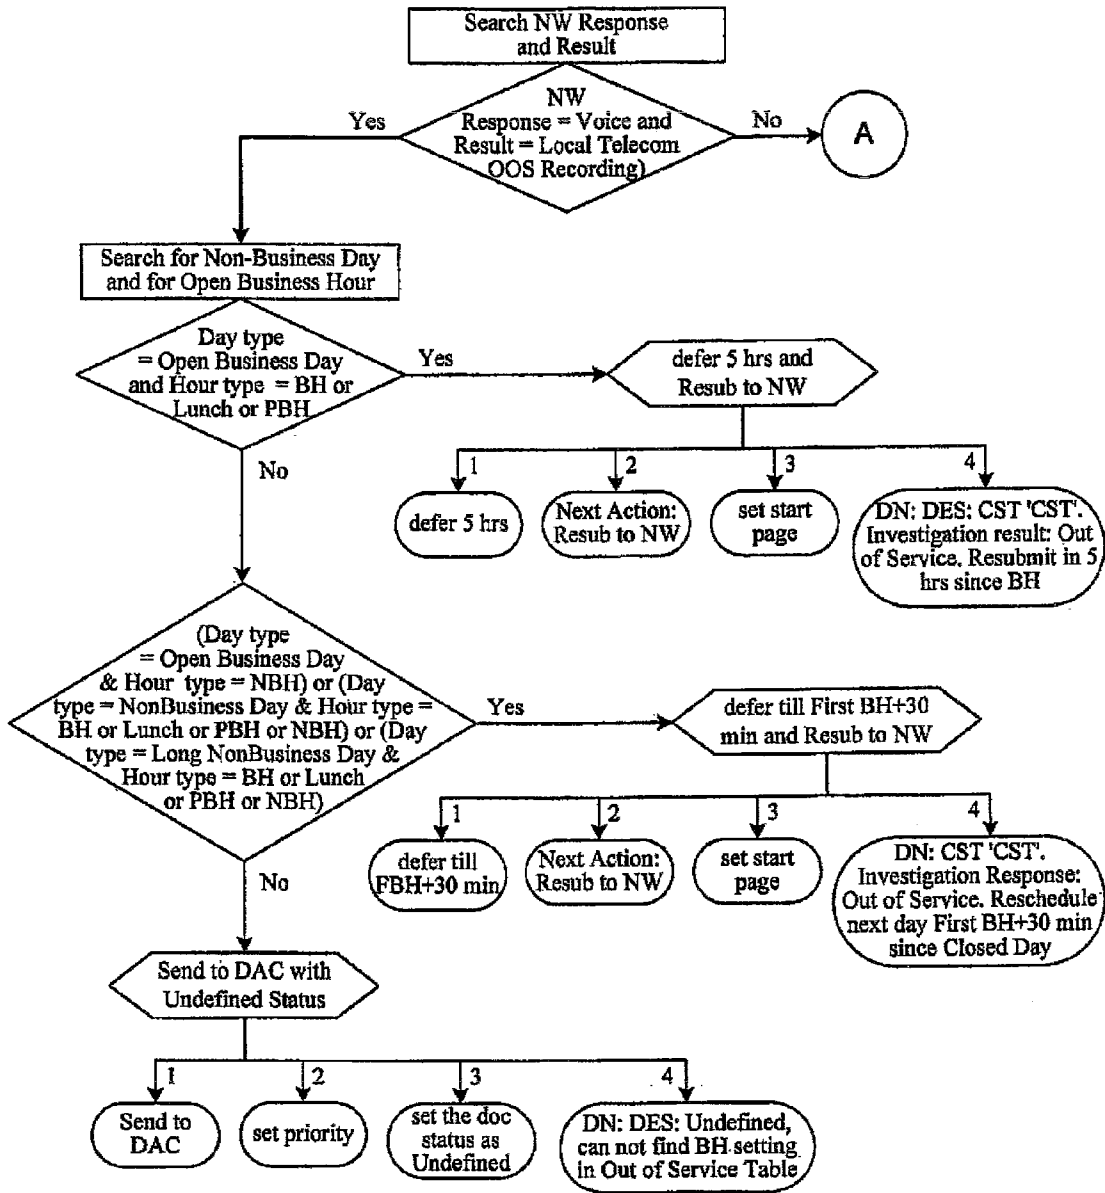 Search NW Response
and Result
NW
Response = Voice and
Result = Local Telecom
OOS Recording)
Yes
No
A
Search for Non-Business Day
and for Open Business Hour
Day type
= Open Business Day
and Hour type = BH or
Lunch or PBH
Yes
defer 5 hrs and
Resub to NW
No
1
2
3
4
defer 5 hrs
Next Action:
Resub to NW
set start
page
DN: DES: CST 'CST'.
Investigation result: Out
of Service. Resubmit in 5
hrs since BH
(Day type
= Open Business Day
& Hour type = NBH) or (Day
type = NonBusiness Day & Hour type =
BH or Lunch or PBH or NBH) or (Day
type = Long NonBusiness Day &
Hour type = BH or Lunch
or PBH or NBH)
Yes
defer till First BH+30
min and Resub to NW
No
1
2
3
4
defer till
FBH+30 min
Next Action:
Resub to NW
set start
page
DN: CST 'CST'.
Investigation Response:
Out of Service. Reschedule
next day First BH+30 min
since Closed Day
Send to DAC with
Undefined Status
1
2
3
4
Send to
DAC
set priority
set the doc
status as
Undefined
DN: DES: Undefined,
can not find BH setting
in Out of Service Table